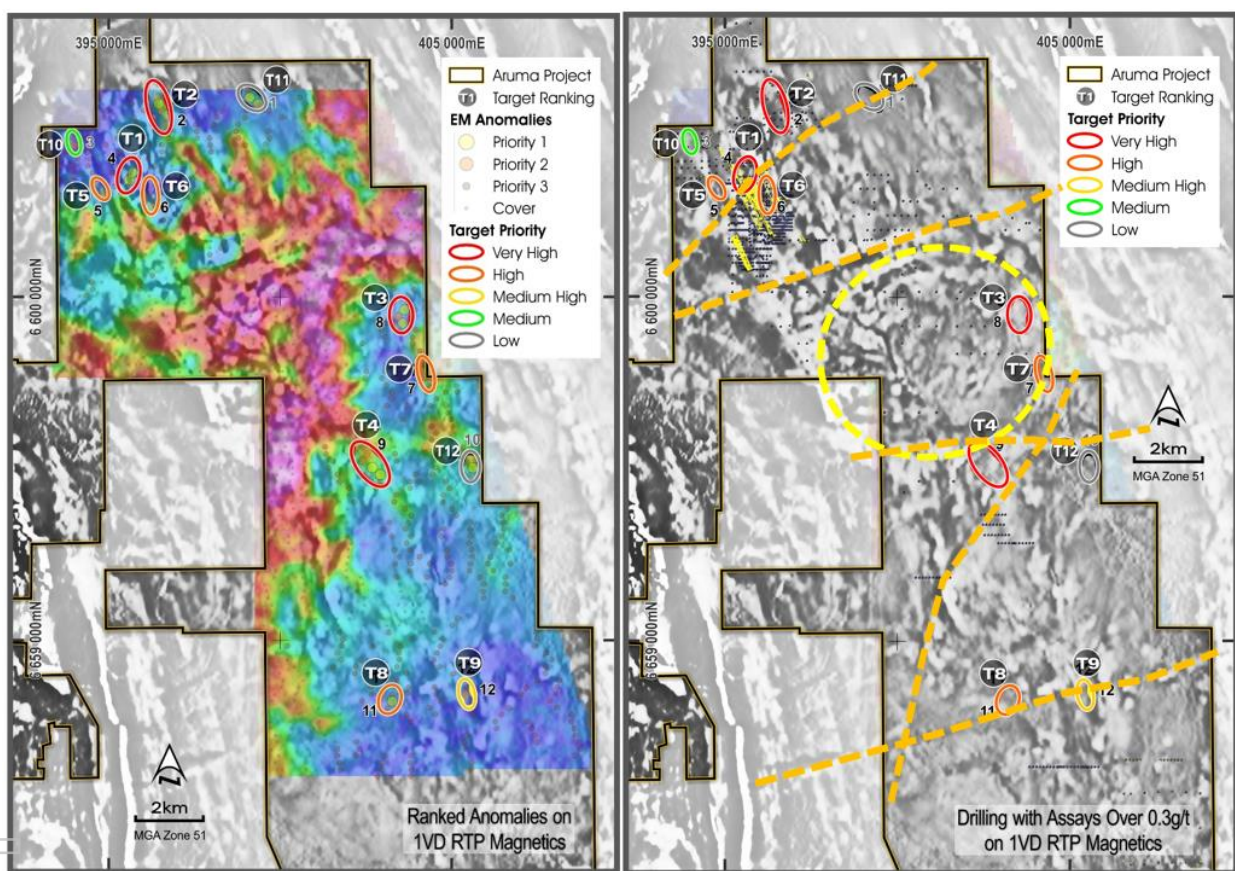 395 000mE
405 000mE
6 600 000mN
6 659 000mN
Aruma Project
T1 Target Ranking
EM Anomalies
Priority 1
Priority 2
Priority 3
Cover
Target Priority
Very High
High
Medium High
Medium
Low
T11
1
T2
2
T10
3
T1
4
T5
5
T6
6
T3
8
T7
7
T4
9
T12
10
T8
11
T9
12
2km
MGA Zone 51
Ranked Anomalies on
1VD RTP Magnetics
395 000mE
405 000mE
6 600 000mN
6 659 000mN
Aruma Project
T1 Target Ranking
Target Priority
Very High
High
Medium High
Medium
Low
T11
1
T2
2
T10
3
T1
4
T5
5
T6
6
T3
8
T7
7
T4
9
T12
T8
11
T9
12
2km
MGA Zone 51
Drilling with Assays Over 0.3g/t
on 1VD RTP Magnetics